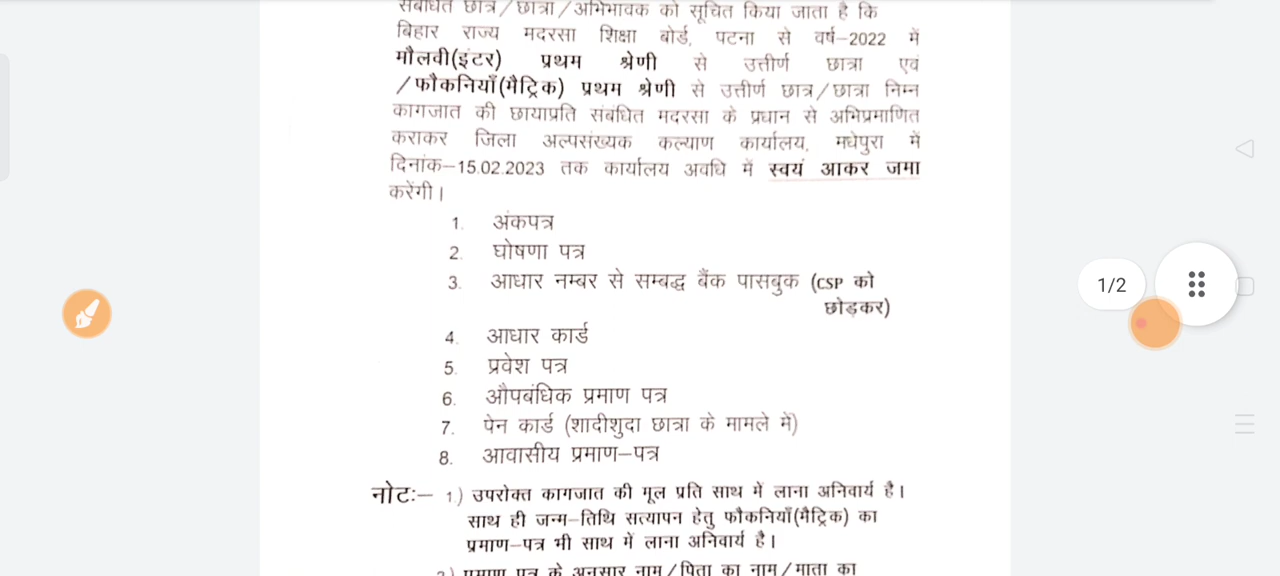 संबंधित छात्र/छात्रा/अभिभावक को सूचित किया जाता है कि
बिहार राज्य मदरसा शिक्षा बोर्ड, पटना से वर्ष–2022 में
मौलवी(इंटर) प्रथम श्रेणी से उत्तीर्ण छात्रा एवं
/फौकनियाँ(मैट्रिक) प्रथम श्रेणी से उत्तीर्ण छात्र/छात्रा निम्न
कागजात की छायाप्रति संबंधित मदरसा के प्रधान से अभिप्रमाणित
कराकर जिला अल्पसंख्यक कल्याण कार्यालय, मधेपुरा में
दिनांक–15.02.2023 तक कार्यालय अवधि में स्वयं आकर जमा
करेंगी।
1. अंकपत्र
2. घोषणा पत्र
3. आधार नम्बर से सम्बद्ध बैंक पासबुक (CSP को
छोड़कर)
1/2
4. आधार कार्ड
5. प्रवेश पत्र
6. औपबंधिक प्रमाण पत्र
7. पेन कार्ड (शादीशुदा छात्रा के मामले में)
8. आवासीय प्रमाण–पत्र
नोटः– 1.) उपरोक्त कागजात की मूल प्रति साथ में लाना अनिवार्य है।
साथ ही जन्म–तिथि सत्यापन हेतु फौकनियाँ(मैट्रिक) का
प्रमाण–पत्र भी साथ में लाना अनिवार्य है।
2) प्रमाण पत्र के अनुसार नाम/पिता का नाम/माता का